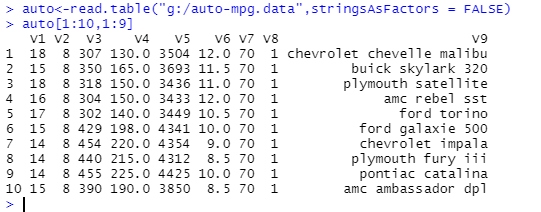 > auto<-read.table("g:/auto-mpg.data",stringsAsFactors = FALSE)
> auto[1:10,1:9]
V1 V2 V3 V4 V5 V6 V7 V8 V9
1 18 8 307 130.0 3504 12.0 70 1 chevrolet chevelle malibu
2 15 8 350 165.0 3693 11.5 70 1 buick skylark 320
3 18 8 318 150.0 3436 11.0 70 1 plymouth satellite
4 16 8 304 150.0 3433 12.0 70 1 amc rebel sst
5 17 8 302 140.0 3449 10.5 70 1 ford torino
6 15 8 429 198.0 4341 10.0 70 1 ford galaxie 500
7 14 8 454 220.0 4354 9.0 70 1 chevrolet impala
8 14 8 440 215.0 4312 8.5 70 1 plymouth fury iii
9 14 8 455 225.0 4425 10.0 70 1 pontiac catalina
10 15 8 390 190.0 3850 8.5 70 1 amc ambassador dpl
>